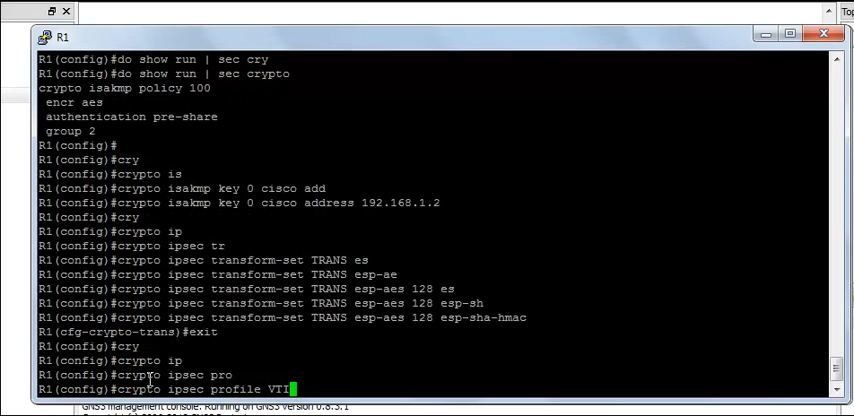 Top
R1
R1(config)#do show run | sec cry
R1(config)#do show run | sec crypto
crypto isakmp policy 100
encr aes
authentication pre-share
group 2
R1(config)#
R1(config)#cry
R1(config)#crypto is
R1(config)#crypto isakmp key 0 cisco add
R1(config)#crypto isakmp key 0 cisco address 192.168.1.2
R1(config)#cry
R1(config)#crypto ip
R1(config)#crypto ipsec tr
R1(config)#crypto ipsec transform-set TRANS es
R1(config)#crypto ipsec transform-set TRANS esp-ae
R1(config)#crypto ipsec transform-set TRANS esp-aes 128 es
R1(config)#crypto ipsec transform-set TRANS esp-aes 128 esp-sh
R1(config)#crypto ipsec transform-set TRANS esp-aes 128 esp-sha-hmac
R1(cfg-crypto-trans)#exit
R1(config)#cry
R1(config)#crypto ip
R1(config)#crypto ipsec pro
R1(config)#crypto ipsec profile VTI
GNS3 management console. Running on GNS3 version 0.8.3.1